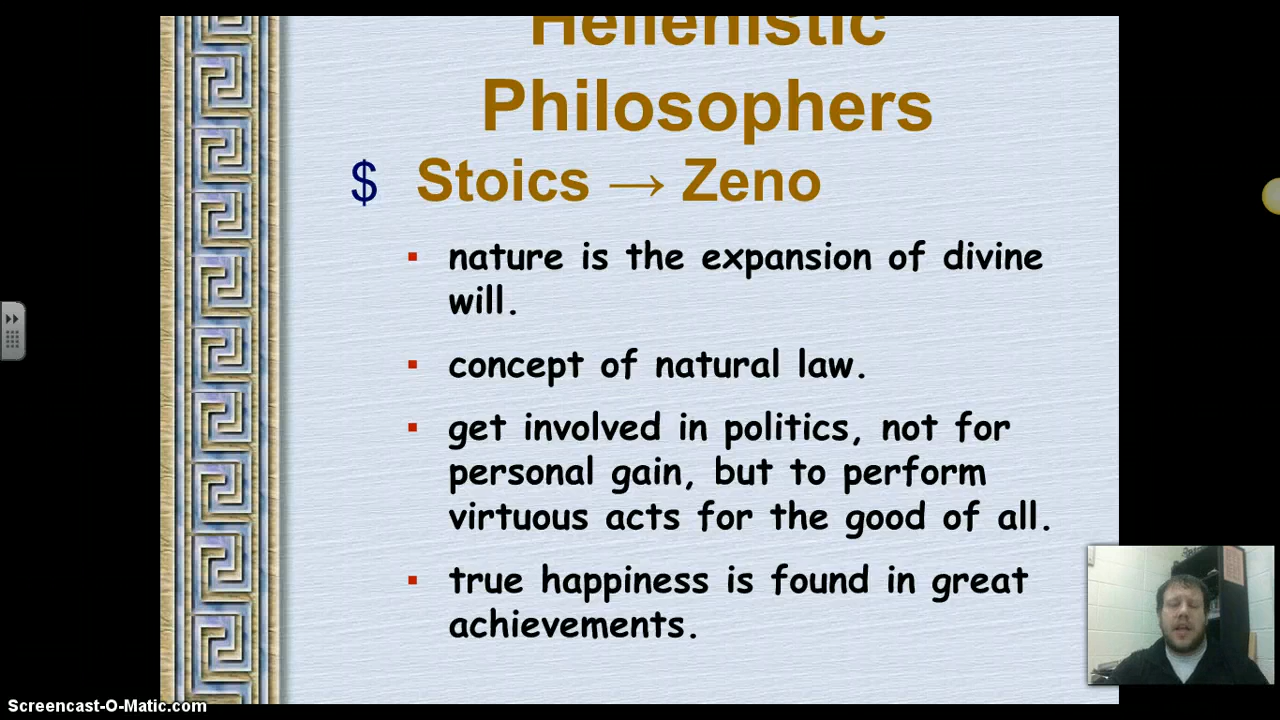 Hellenistic
Philosophers
$ Stoics → Zeno
▪ nature is the expansion of divine
will.
▪ concept of natural law.
▪ get involved in politics, not for
personal gain, but to perform
virtuous acts for the good of all.
▪ true happiness is found in great
achievements.
Screencast-O-Matic.com